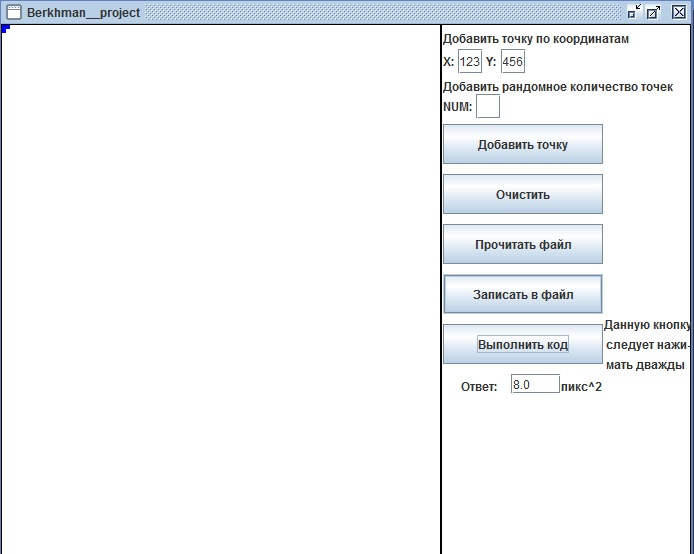 Berkhman__project
Добавить точку по координатам
X: 123 Y: 456
Добавить рандомное количество точек
NUM:
Добавить точку
Очистить
Прочитать файл
Записать в файл
Выполнить код
Данную кнопку
следует нажи-
мать дважды
Ответ: 8.0 пикс^2